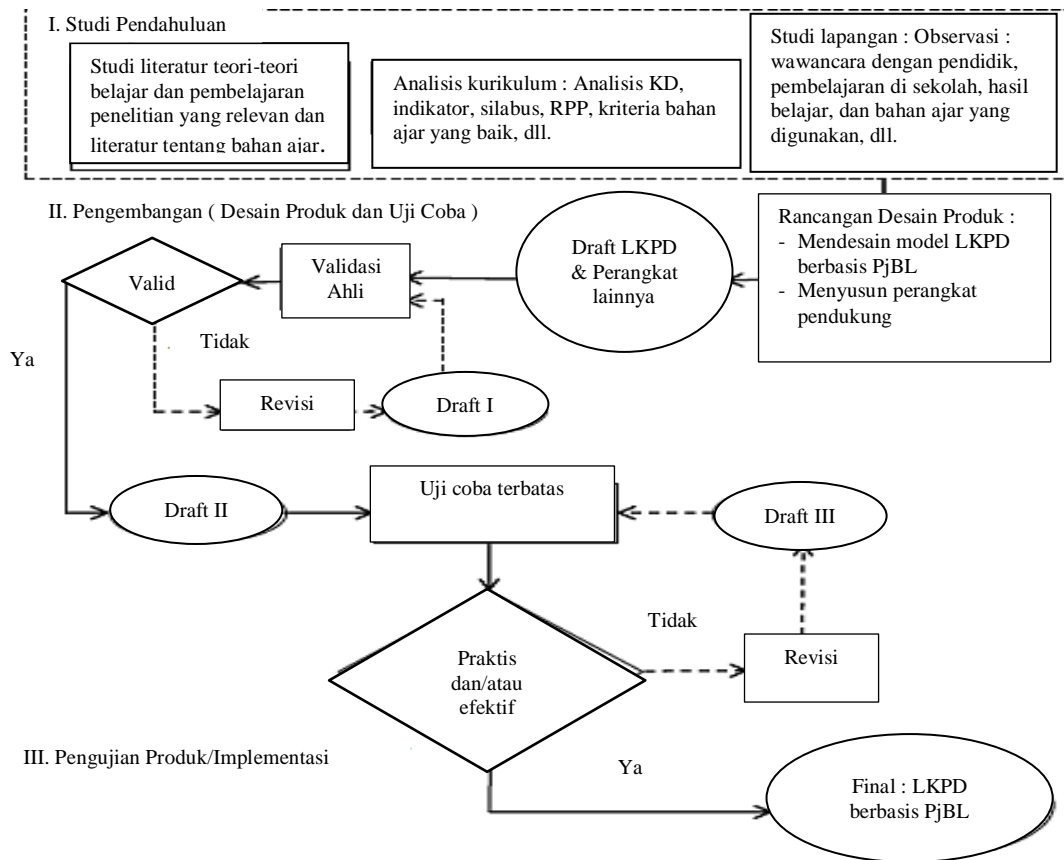 I. Studi Pendahuluan
Studi literatur teori-teori
belajar dan pembelajaran
penelitian yang relevan dan
literatur tentang bahan ajar.
Analisis kurikulum : Analisis KD,
indikator, silabus, RPP, kriteria bahan
ajar yang baik, dll.
Studi lapangan : Observasi :
wawancara dengan pendidik,
pembelajaran di sekolah, hasil
belajar, dan bahan ajar yang
digunakan, dll.
II. Pengembangan ( Desain Produk dan Uji Coba )
Rancangan Desain Produk :
- Mendesain model LKPD
berbasis PjBL
- Menyusun perangkat
pendukung
Draft LKPD
& Perangkat
lainnya
Validasi
Ahli
Valid
Ya
Tidak
Revisi
Draft I
Draft II
Uji coba terbatas
Draft III
Tidak
Revisi
Praktis
dan/atau
efektif
III. Pengujian Produk/Implementasi
Ya
Final : LKPD
berbasis PjBL